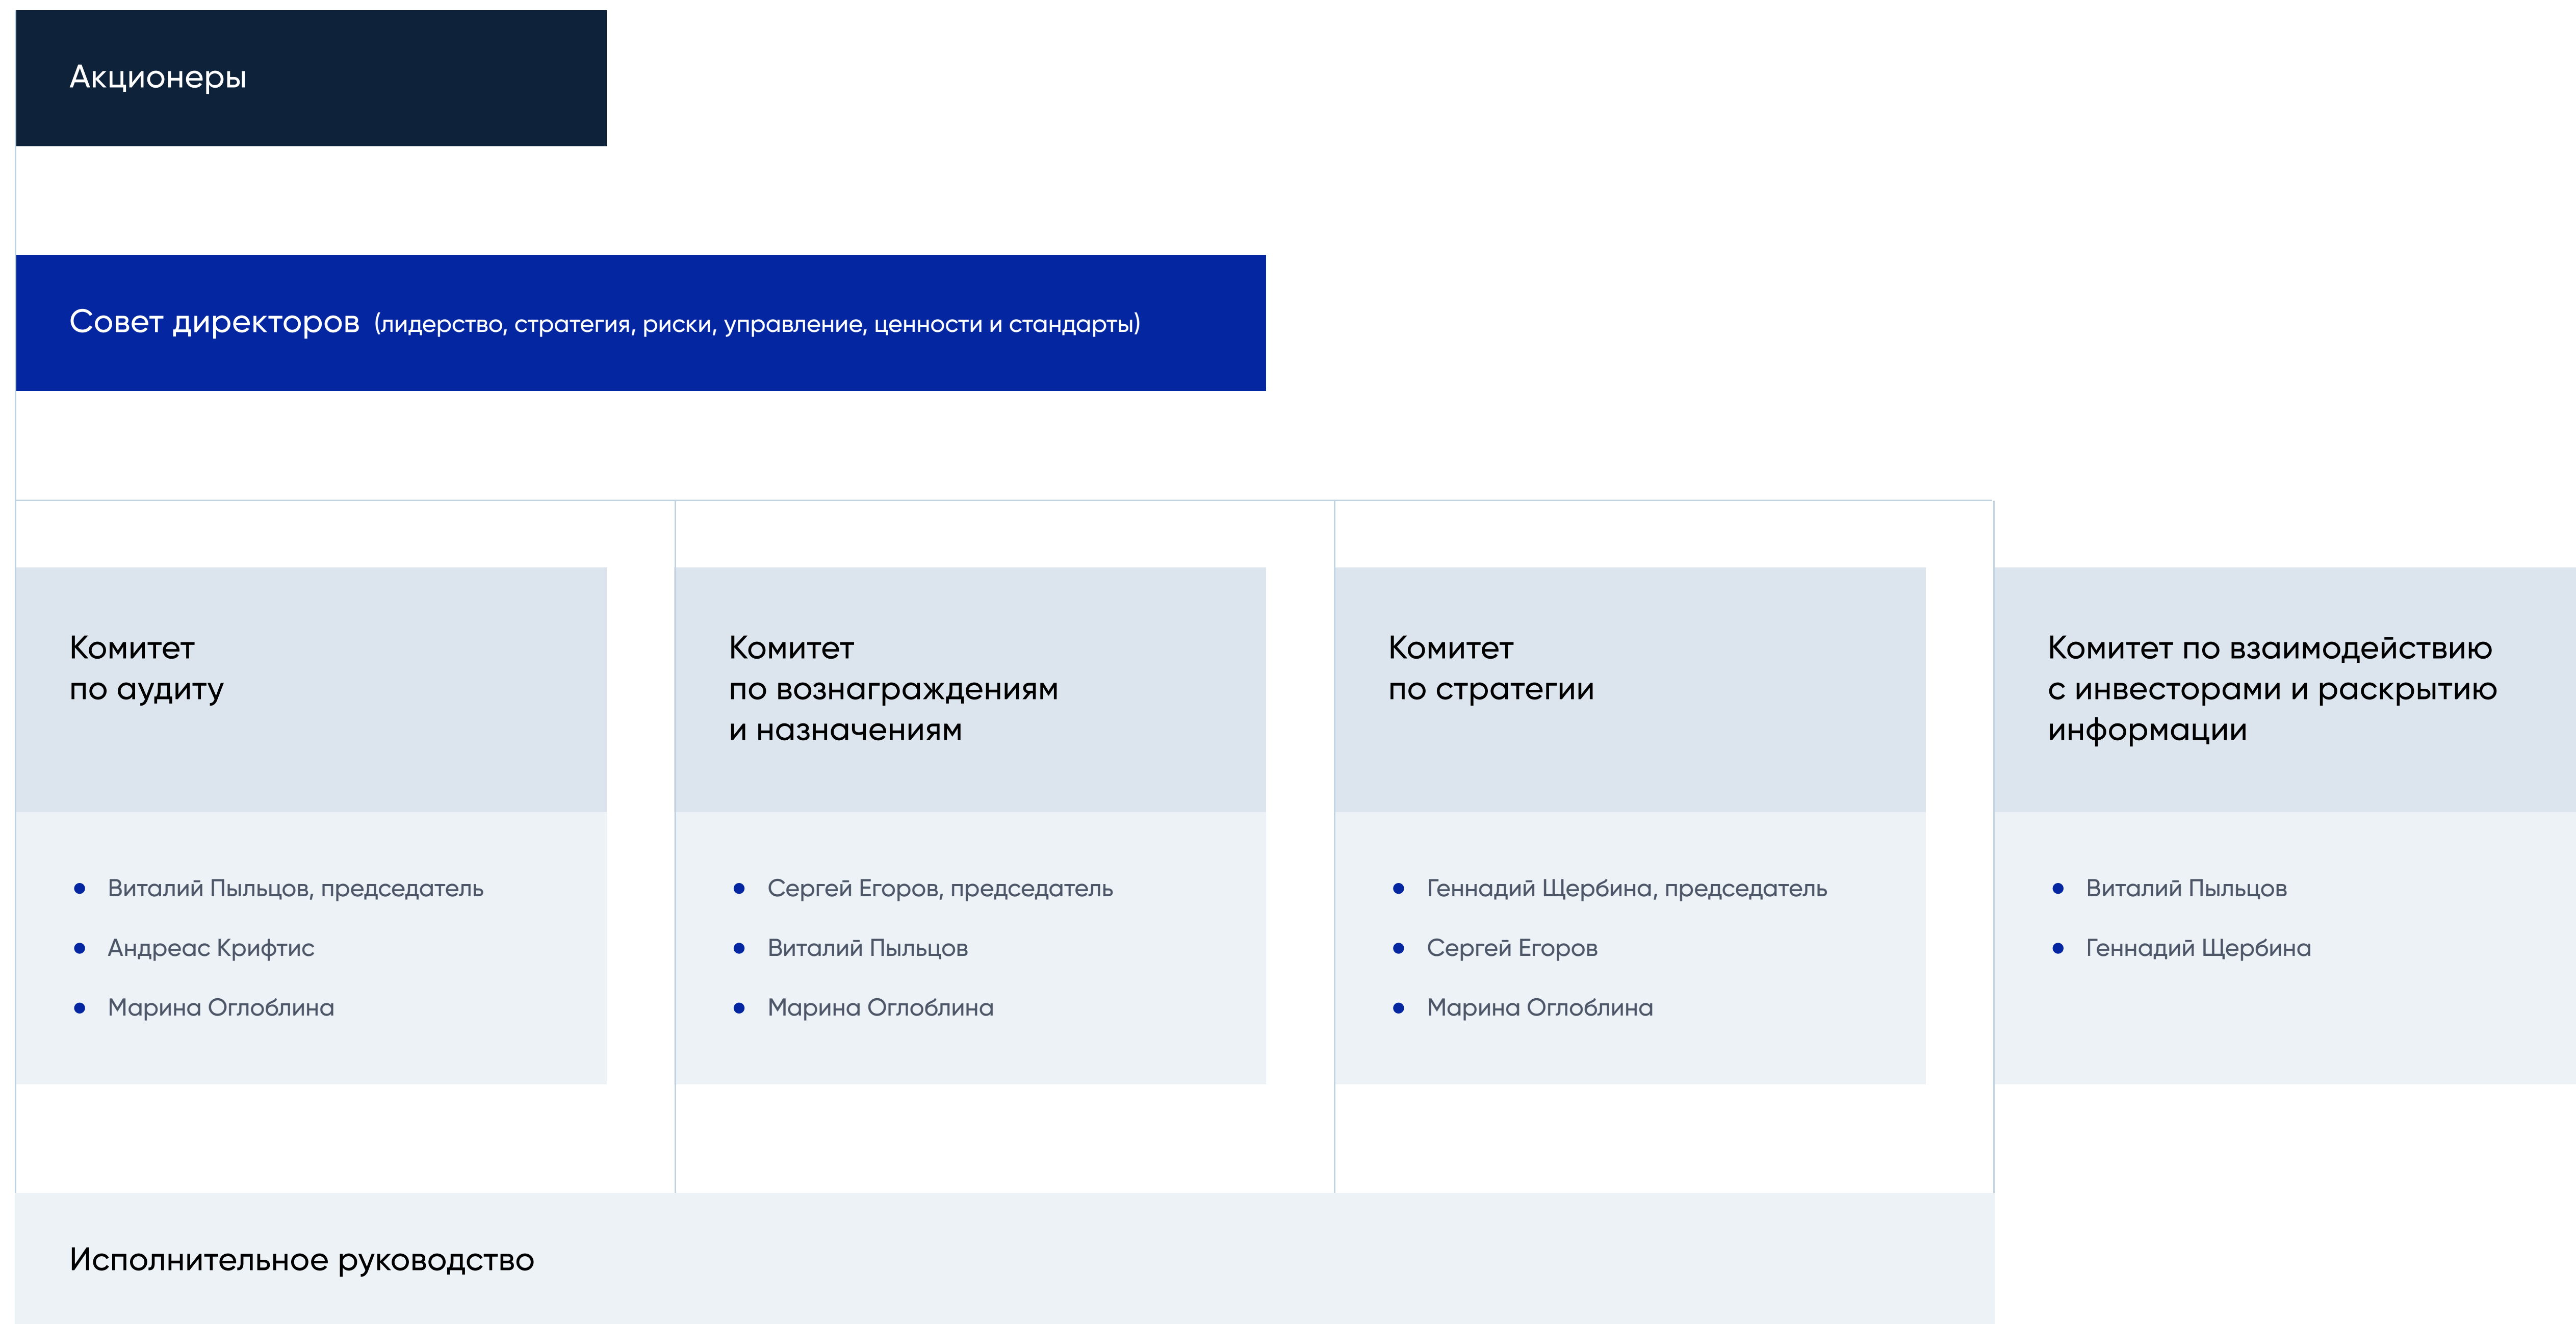 Акционеры
Совет директоров (лидерство, стратегия, риски, управление, ценности и стандарты)
Комитет
по аудиту
Виталий Пыльцов, председатель
Андреас Крифтис
Марина Оглоблина
Комитет
по вознаграждениям
и назначениям
Сергей Егоров, председатель
Виталий Пыльцов
Марина Оглоблина
Комитет
по стратегии
Геннадий Щербина, председатель
Сергей Егоров
Марина Оглоблина
Комитет по взаимодействию
с инвесторами и раскрытию
информации
Виталий Пыльцов
Геннадий Щербина
Исполнительное руководство